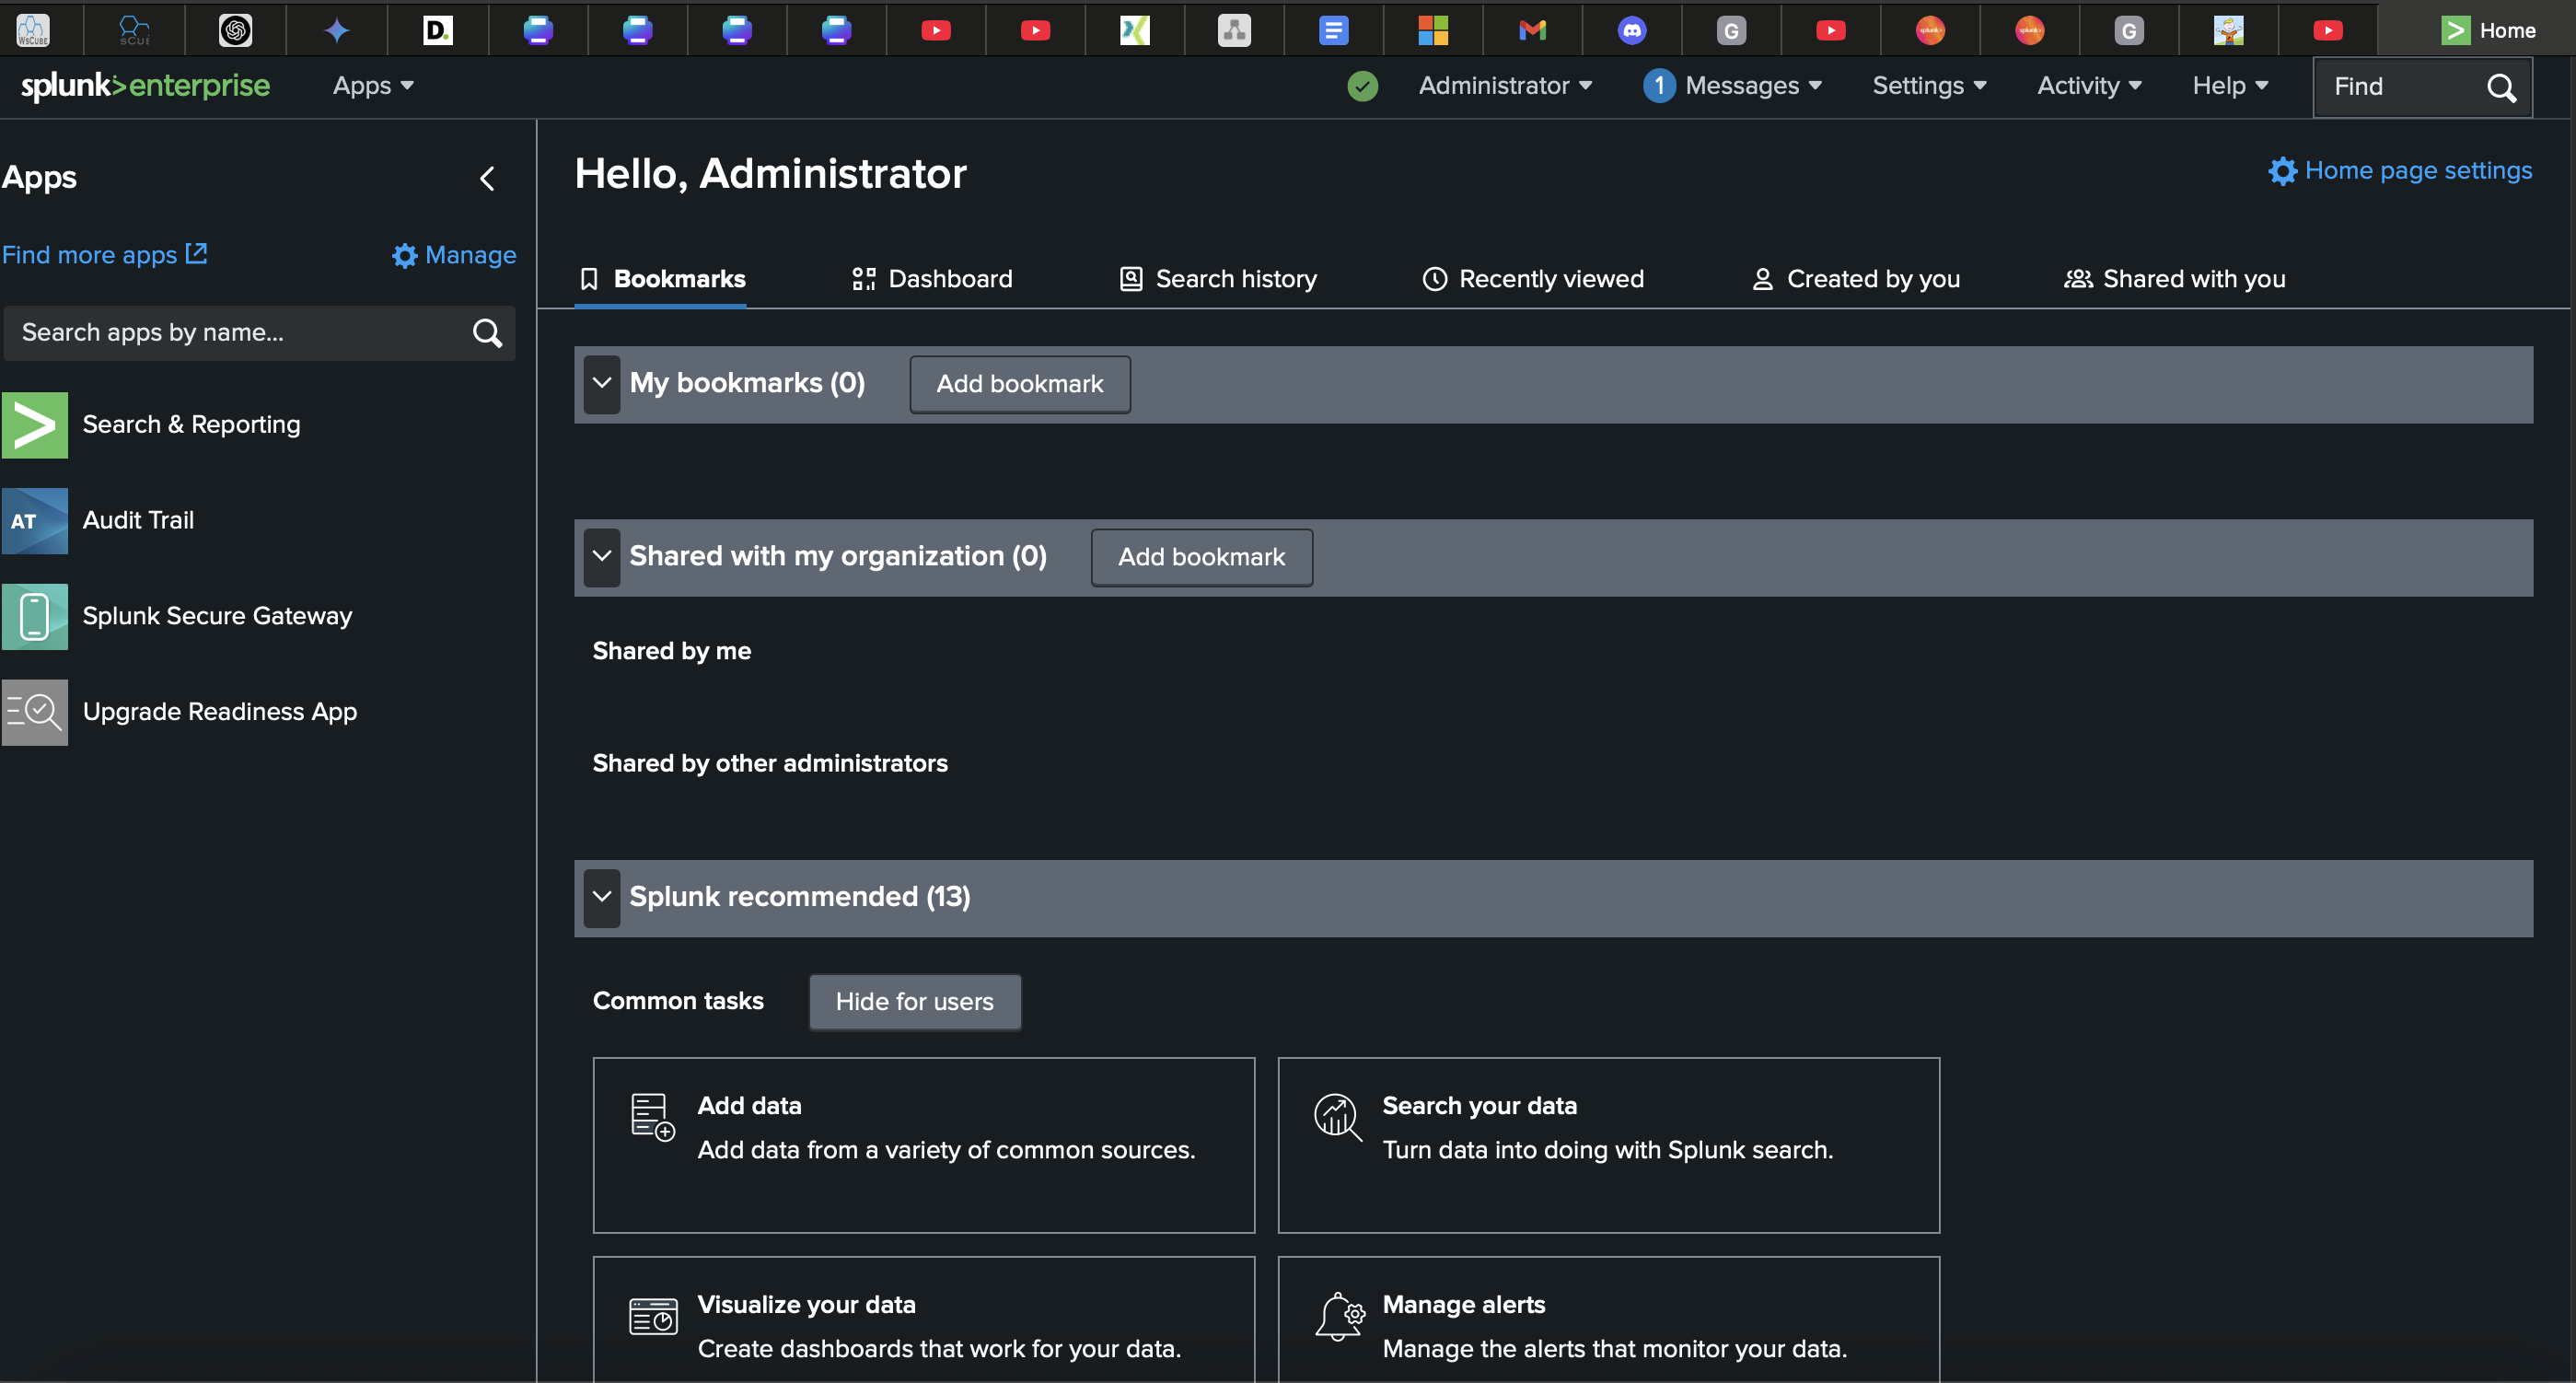 WsCUBE
D.
G
splunk>
splunk>
G
Home
splunk>enterprise
Apps
Administrator
1 Messages
Settings
Activity
Help
Find
Apps
Find more apps
Manage
Search apps by name...
Search & Reporting
AT
Audit Trail
Splunk Secure Gateway
Upgrade Readiness App
Hello, Administrator
Home page settings
Bookmarks
Dashboard
Search history
Recently viewed
Created by you
Shared with you
My bookmarks (0)
Add bookmark
Shared with my organization (0)
Add bookmark
Shared by me
Shared by other administrators
Splunk recommended (13)
Common tasks
Hide for users
Add data
Add data from a variety of common sources.
Search your data
Turn data into doing with Splunk search.
Visualize your data
Create dashboards that work for your data.
Manage alerts
Manage the alerts that monitor your data.